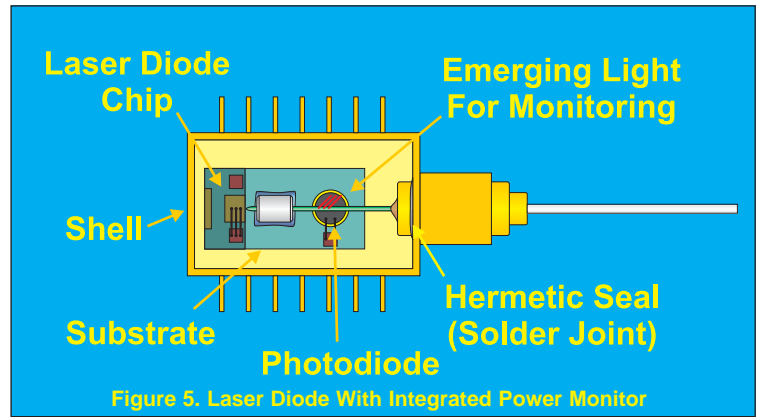 Laser Diode
Chip
Emerging Light
For Monitoring
Shell
Substrate
Photodiode
Hermetic Seal
(Solder Joint)
Figure 5. Laser Diode With Integrated Power Monitor